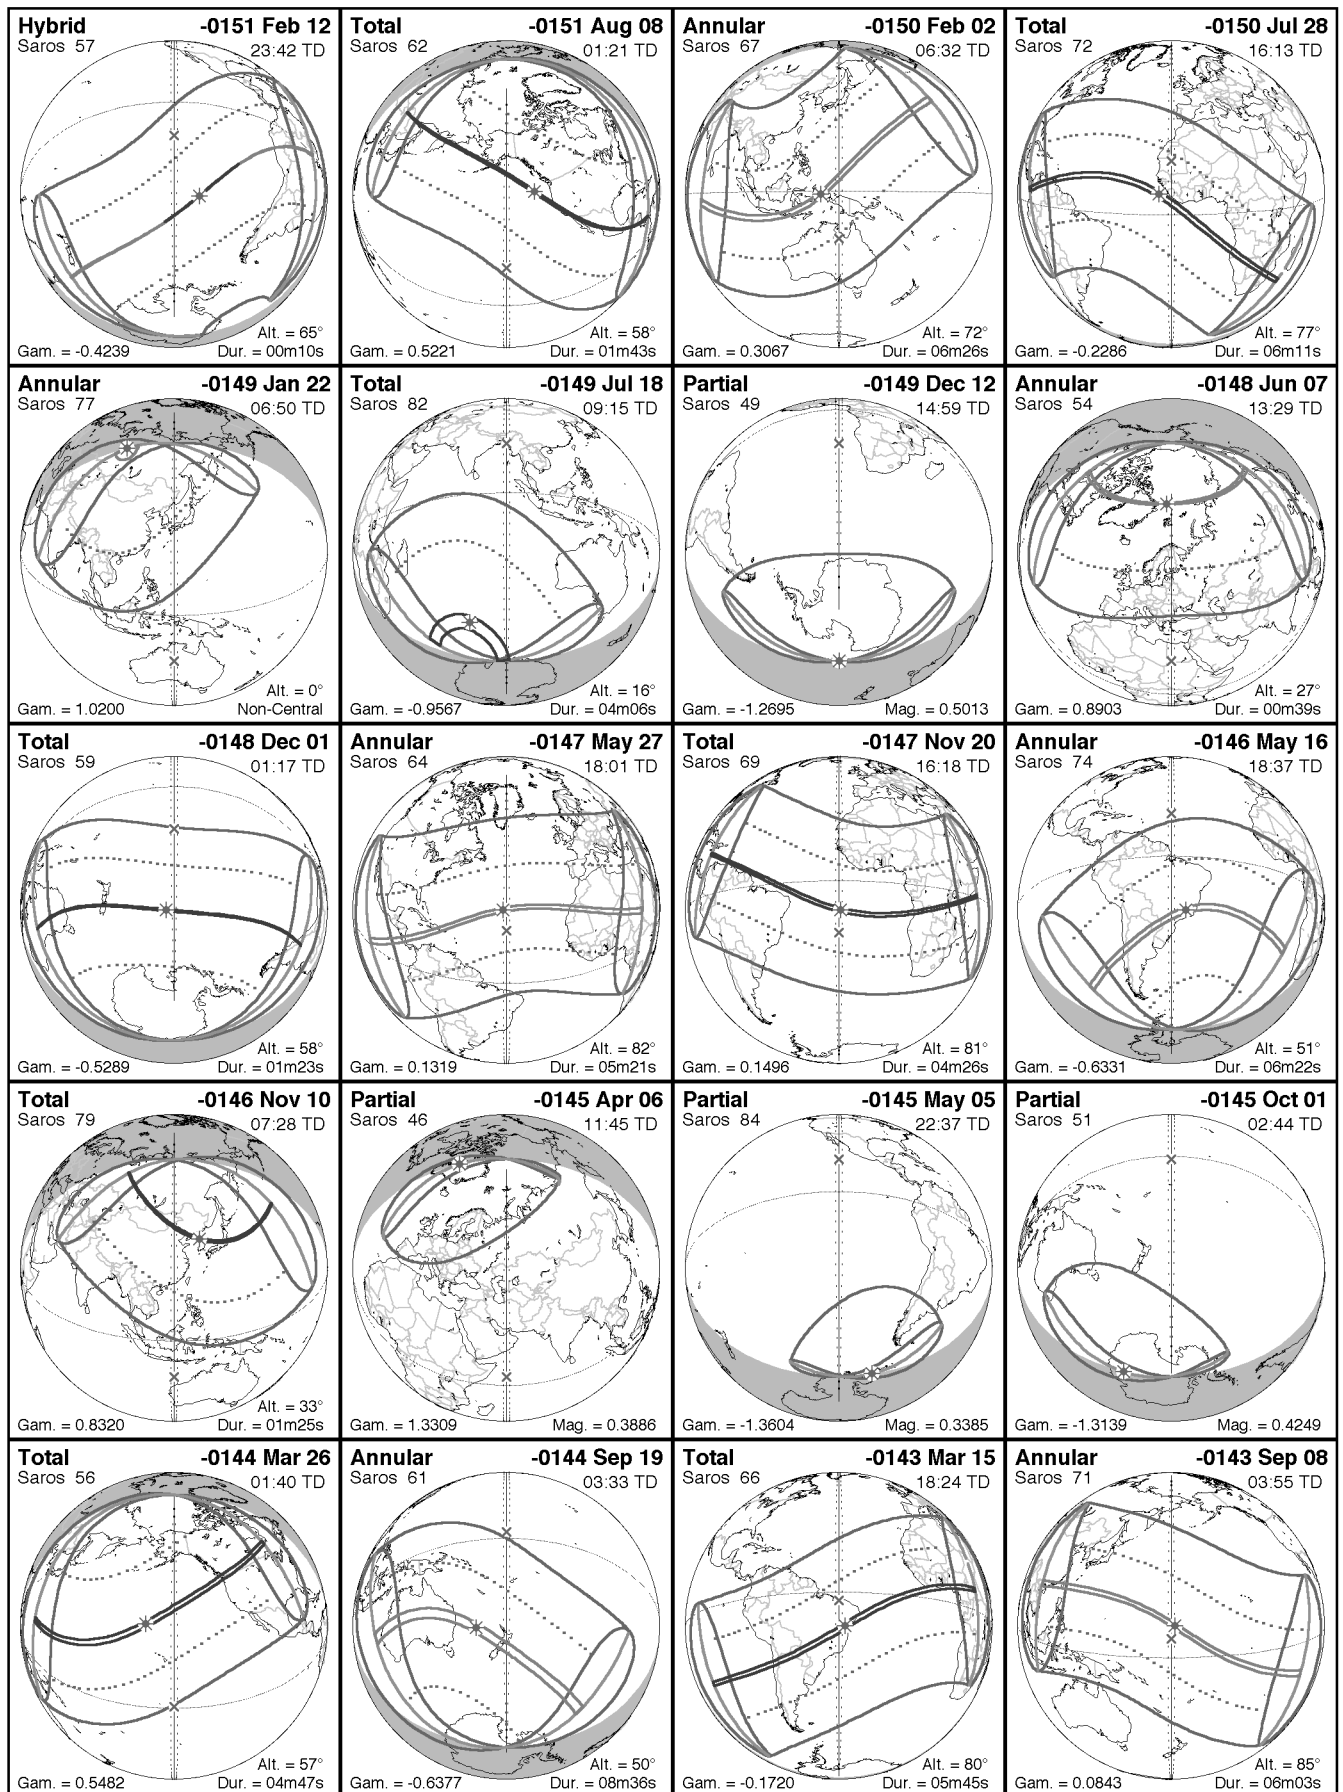 Hybrid -0151 Feb 12
Saros 57 23:42 TD
Alt. = 65°
Gam. = -0.4239 Dur. = 00m10s
Total -0151 Aug 08
Saros 62 01:21 TD
Alt. = 58°
Gam. = 0.5221 Dur. = 01m43s
Annular -0150 Feb 02
Saros 67 06:32 TD
Alt. = 72°
Gam. = 0.3067 Dur. = 06m26s
Total -0150 Jul 28
Saros 72 16:13 TD
Alt. = 77°
Gam. = -0.2286 Dur. = 06m11s
Annular -0149 Jan 22
Saros 77 06:50 TD
Alt. = 0°
Gam. = 1.0200 Non-Central
Total -0149 Jul 18
Saros 82 09:15 TD
Alt. = 16°
Gam. = -0.9567 Dur. = 04m06s
Partial -0149 Dec 12
Saros 49 14:59 TD
Gam. = -1.2695 Mag. = 0.5013
Annular -0148 Jun 07
Saros 54 13:29 TD
Alt. = 27°
Gam. = 0.8903 Dur. = 00m39s
Total -0148 Dec 01
Saros 59 01:17 TD
Alt. = 58°
Gam. = -0.5289 Dur. = 01m23s
Annular -0147 May 27
Saros 64 18:01 TD
Alt. = 82°
Gam. = 0.1319 Dur. = 05m21s
Total -0147 Nov 20
Saros 69 16:18 TD
Alt. = 81°
Gam. = 0.1496 Dur. = 04m26s
Annular -0146 May 16
Saros 74 18:37 TD
Alt. = 51°
Gam. = -0.6331 Dur. = 06m22s
Total -0146 Nov 10
Saros 79 07:28 TD
Alt. = 33°
Gam. = 0.8320 Dur. = 01m25s
Partial -0145 Apr 06
Saros 46 11:45 TD
Gam. = 1.3309 Mag. = 0.3886
Partial -0145 May 05
Saros 84 22:37 TD
Gam. = -1.3604 Mag. = 0.3385
Partial -0145 Oct 01
Saros 51 02:44 TD
Gam. = -1.3139 Mag. = 0.4249
Total -0144 Mar 26
Saros 56 01:40 TD
Alt. = 57°
Gam. = 0.5482 Dur. = 04m47s
Annular -0144 Sep 19
Saros 61 03:33 TD
Alt. = 50°
Gam. = -0.6377 Dur. = 08m36s
Total -0143 Mar 15
Saros 66 18:24 TD
Alt. = 80°
Gam. = -0.1720 Dur. = 05m45s
Annular -0143 Sep 08
Saros 71 03:55 TD
Alt. = 85°
Gam. = 0.0843 Dur. = 06m03s